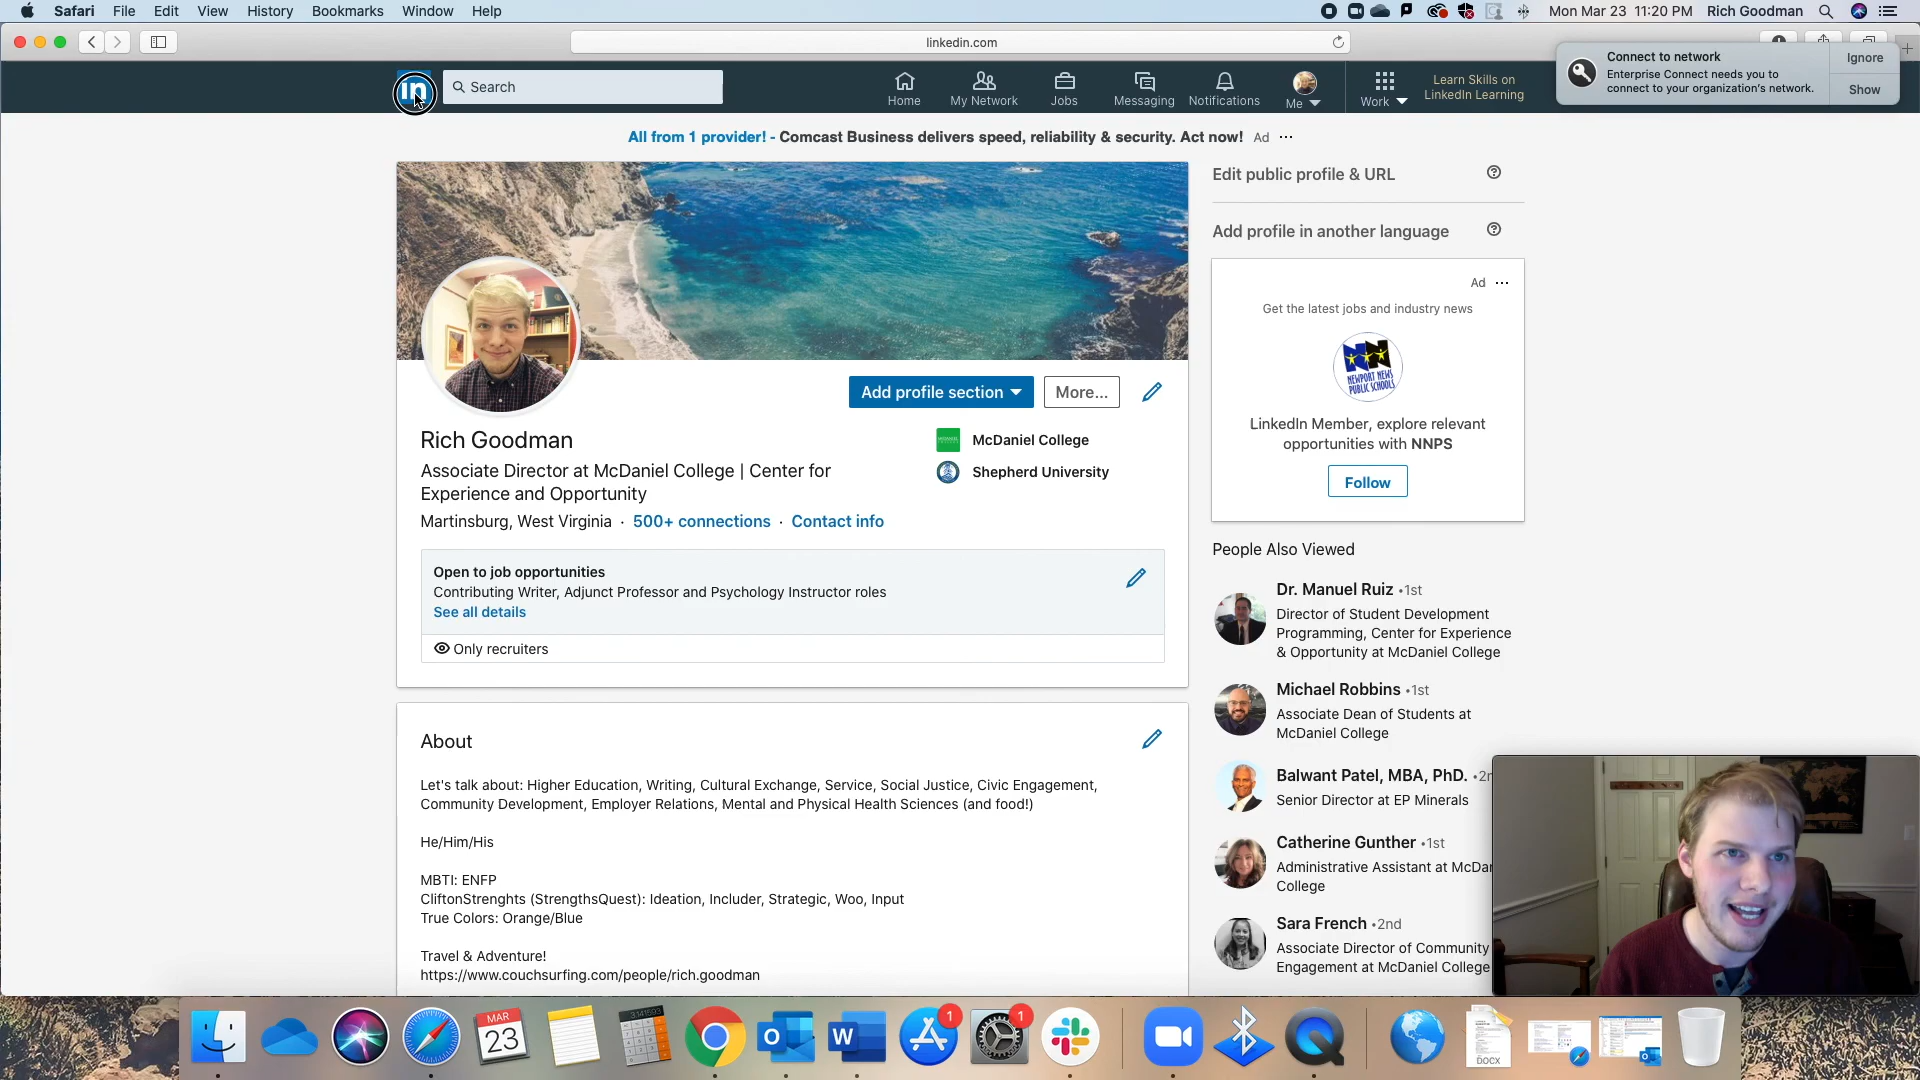 Safari File Edit View History Bookmarks Window Help
Mon Mar 23 11:20 PM Rich Goodman
linkedin.com
Connect to network
Enterprise Connect needs you to
connect to your organization's network.
Ignore
Show
in
Search
Home
My Network
Jobs
Messaging
Notifications
Me
Work
Learn Skills on
LinkedIn Learning
All from 1 provider! - Comcast Business delivers speed, reliability & security. Act now! Ad ...
Add profile section
More...
Rich Goodman
Associate Director at McDaniel College | Center for
Experience and Opportunity
Martinsburg, West Virginia · 500+ connections · Contact info
McDaniel College
Shepherd University
Open to job opportunities
Contributing Writer, Adjunct Professor and Psychology Instructor roles
See all details
Only recruiters
About
Let's talk about: Higher Education, Writing, Cultural Exchange, Service, Social Justice, Civic Engagement,
Community Development, Employer Relations, Mental and Physical Health Sciences (and food!)
He/Him/His
MBTI: ENFP
CliftonStrenghts (StrengthsQuest): Ideation, Includer, Strategic, Woo, Input
True Colors: Orange/Blue
Travel & Adventure!
https://www.couchsurfing.com/people/rich.goodman
Edit public profile & URL
Add profile in another language
Ad ...
Get the latest jobs and industry news
NEWPORT NEWS
PUBLIC SCHOOLS
LinkedIn Member, explore relevant
opportunities with NNPS
Follow
People Also Viewed
Dr. Manuel Ruiz •1st
Director of Student Development
Programming, Center for Experience
& Opportunity at McDaniel College
Michael Robbins •1st
Associate Dean of Students at
McDaniel College
Balwant Patel, MBA, PhD. •2n
Senior Director at EP Minerals
Catherine Gunther •1st
Administrative Assistant at McDan
College
Sara French •2nd
Associate Director of Community
Engagement at McDaniel College
MAR
23
3.141593
W
1
1
DOCX